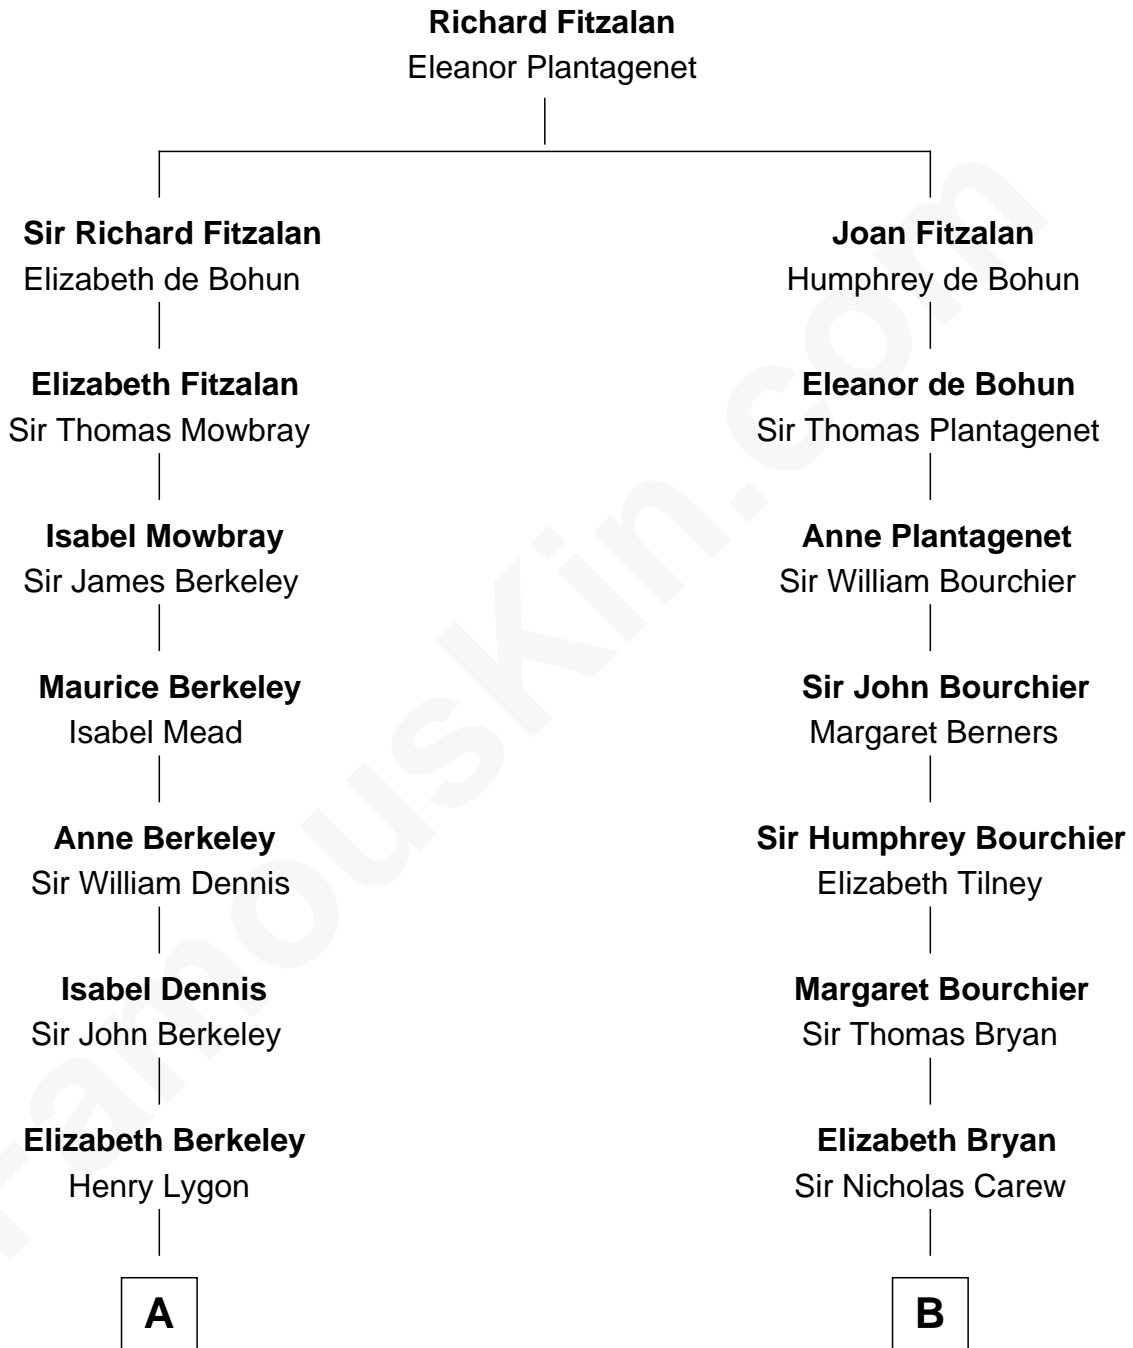 Richard Fitzalan
Eleanor Plantagenet
Sir Richard Fitzalan
Elizabeth de Bohun
Elizabeth Fitzalan
Sir Thomas Mowbray
Isabel Mowbray
Sir James Berkeley
Maurice Berkeley
Isabel Mead
Anne Berkeley
Sir William Dennis
Isabel Dennis
Sir John Berkeley
Elizabeth Berkeley
Henry Lygon
A
Joan Fitzalan
Humphrey de Bohun
Eleanor de Bohun
Sir Thomas Plantagenet
Anne Plantagenet
Sir William Bourchier
Sir John Bourchier
Margaret Berners
Sir Humphrey Bourchier
Elizabeth Tilney
Margaret Bourchier
Sir Thomas Bryan
Elizabeth Bryan
Sir Nicholas Carew
B
FamousKin.com